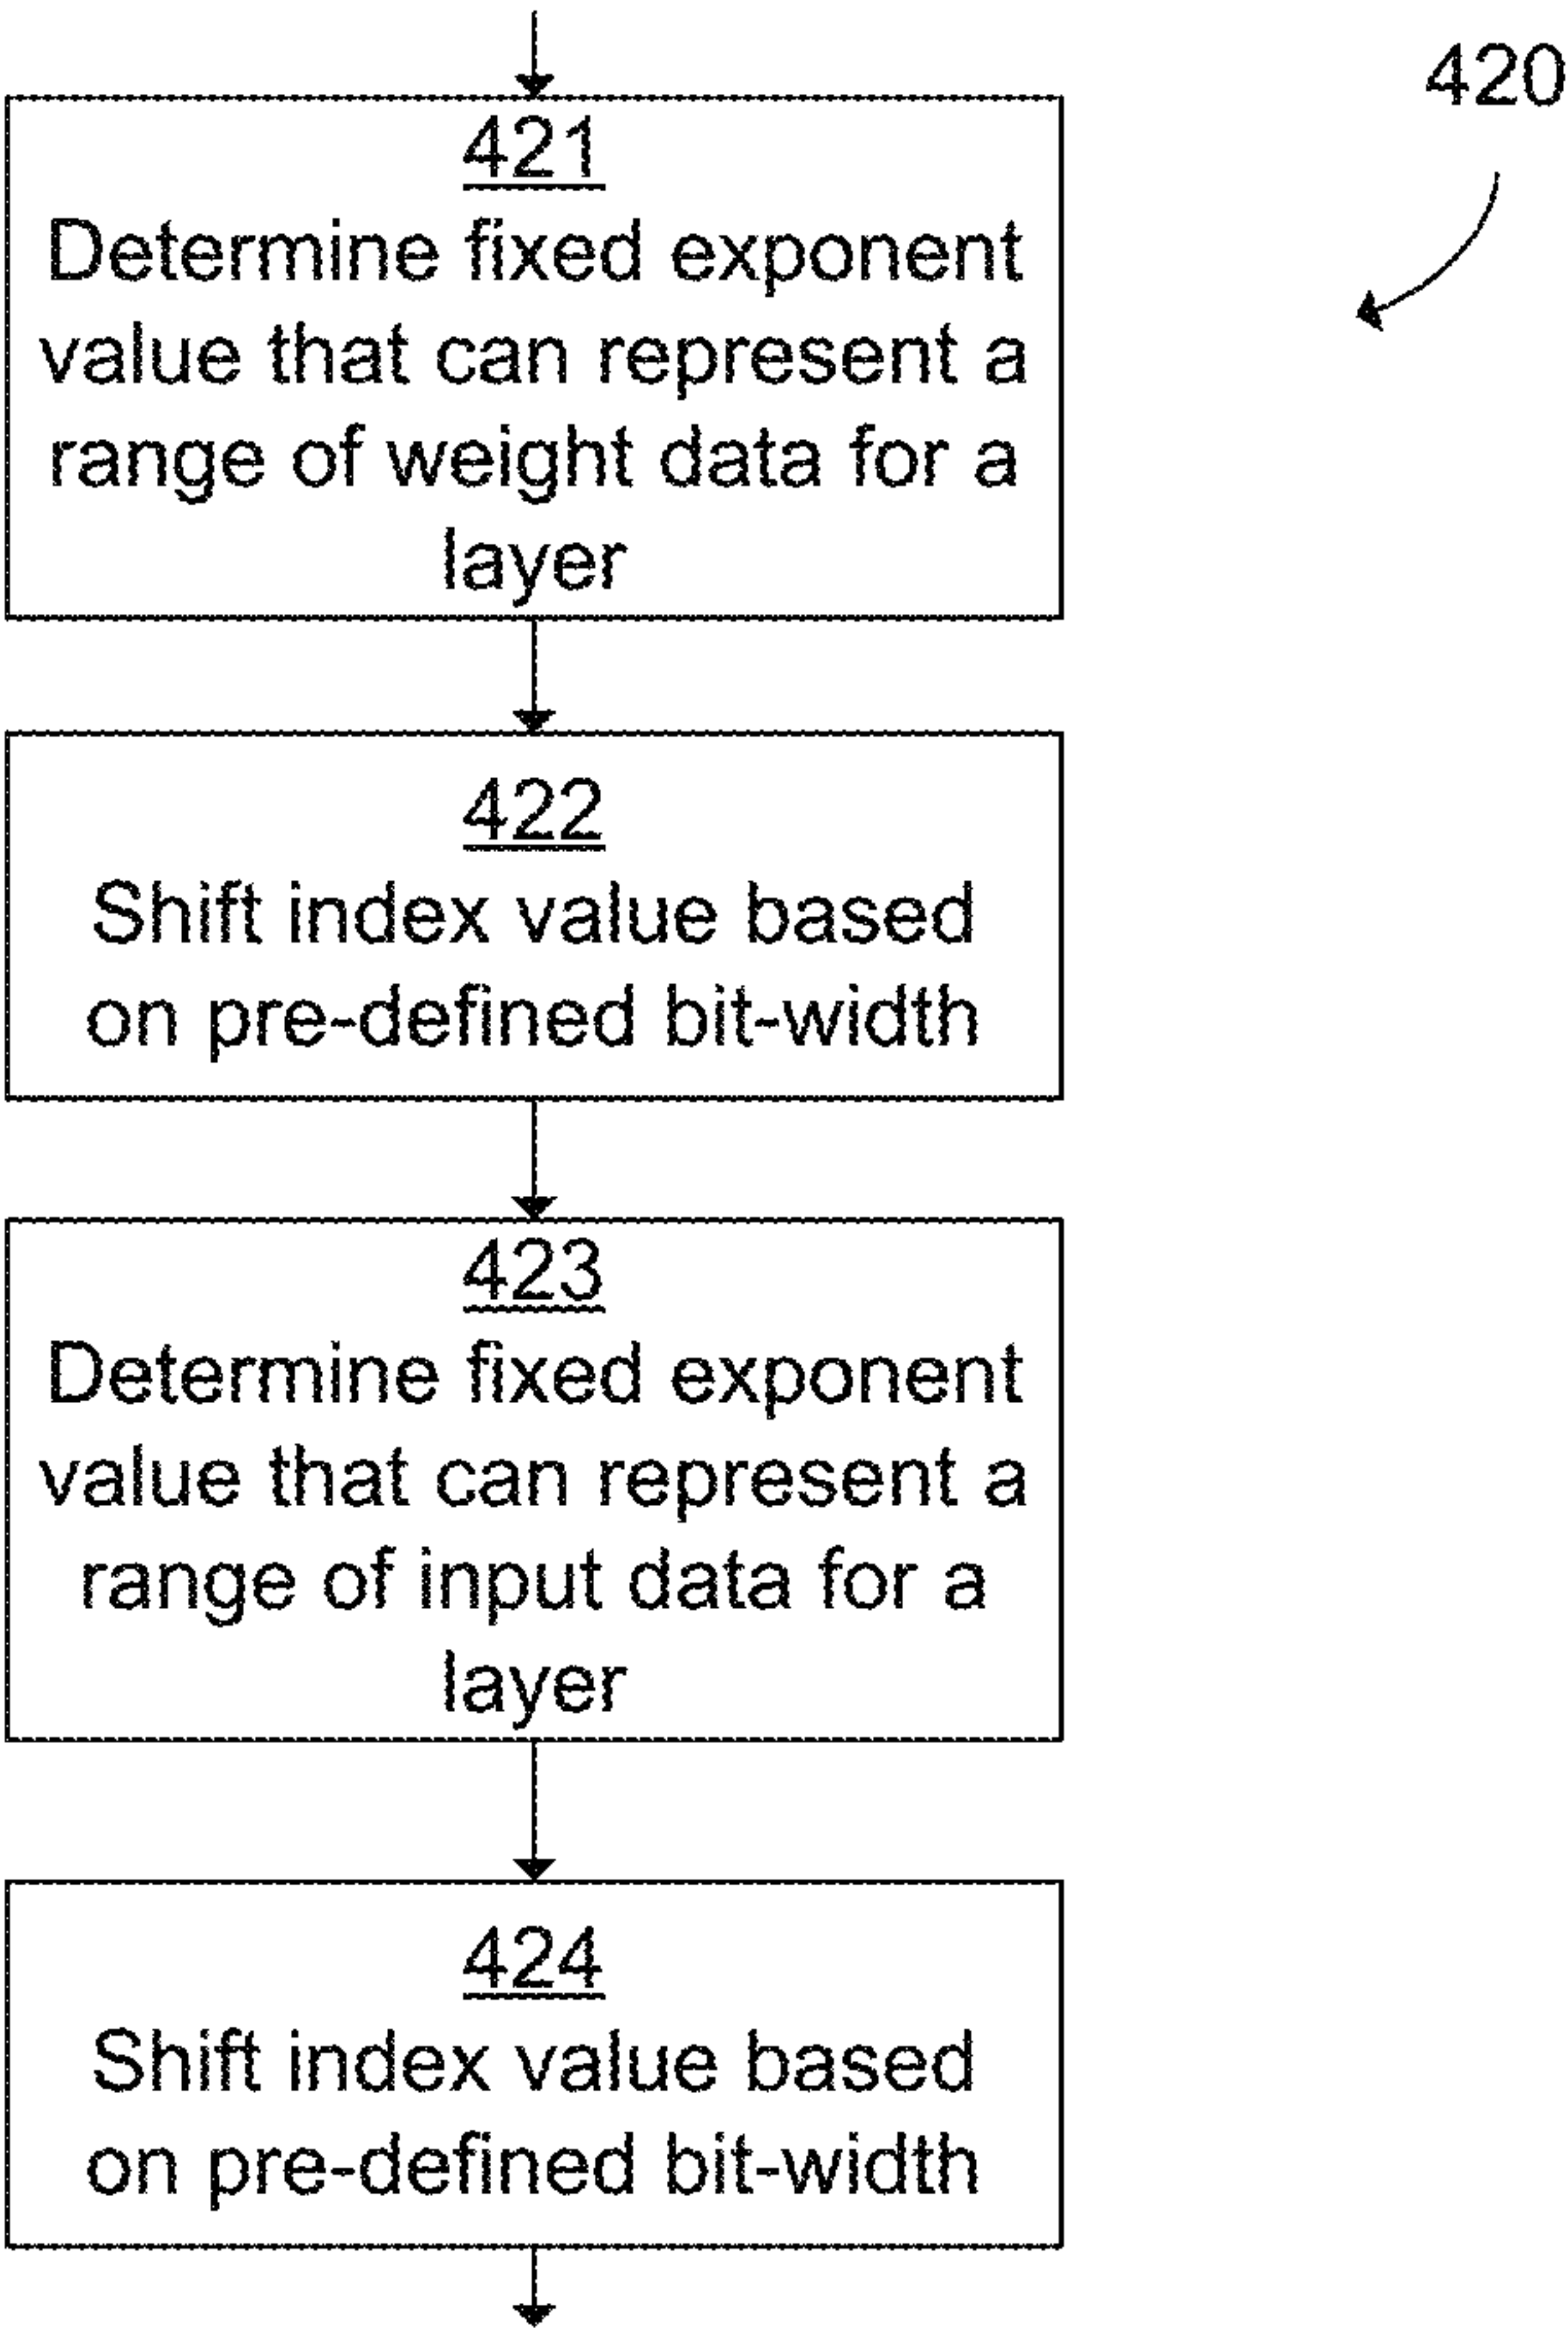 420
421
Determine fixed exponent
value that can represent a
range of weight data for a
layer
422
Shift index value based
on pre-defined bit-width
423
Determine fixed exponent
value that can represent a
range of input data for a
layer
424
Shift index value based
on pre-defined bit-width